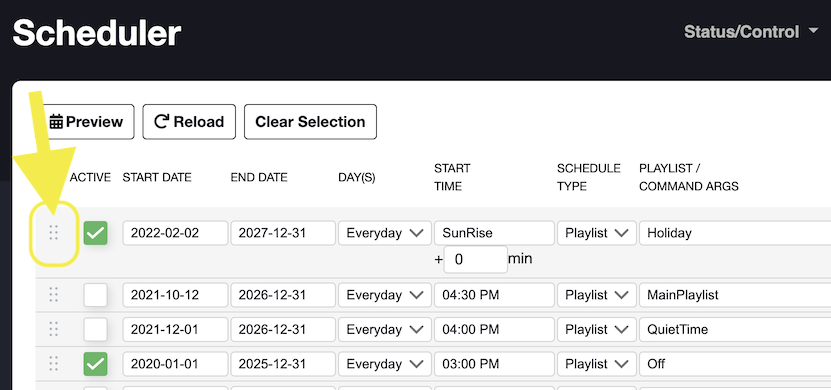 Scheduler
Status/Control
Preview Reload Clear Selection
ACTIVE START DATE END DATE DAY(S) START TIME SCHEDULE TYPE PLAYLIST / COMMAND ARGS
2022-02-02 2027-12-31 Everyday SunRise Playlist Holiday
+ 0 min
2021-10-12 2026-12-31 Everyday 04:30 PM Playlist MainPlaylist
2021-12-01 2026-12-31 Everyday 04:00 PM Playlist QuietTime
2020-01-01 2025-12-31 Everyday 03:00 PM Playlist Off